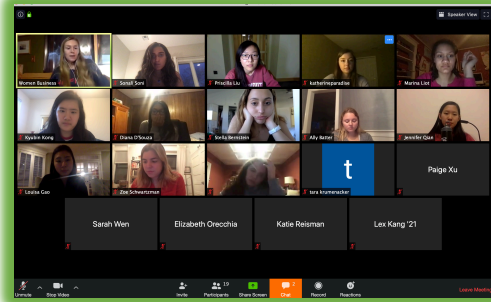 Speaker View
Women Business
Sonali Soni
Priscilla Liu
katherineparadise
Marina Liot
Kyubin Kong
Diana D'Souza
Stella Bernstein
Ally Batter
Jennifer Qian
Louisa Gao
Zoe Schwartzman
t
tara krumenacker
Paige Xu
Sarah Wen
Elizabeth Orecchia
Katie Reisman
Lex Kang '21
Unmute
Stop Video
Invite
Participants
19
Share Screen
Chat
2
Record
Reactions
Leave Meeting